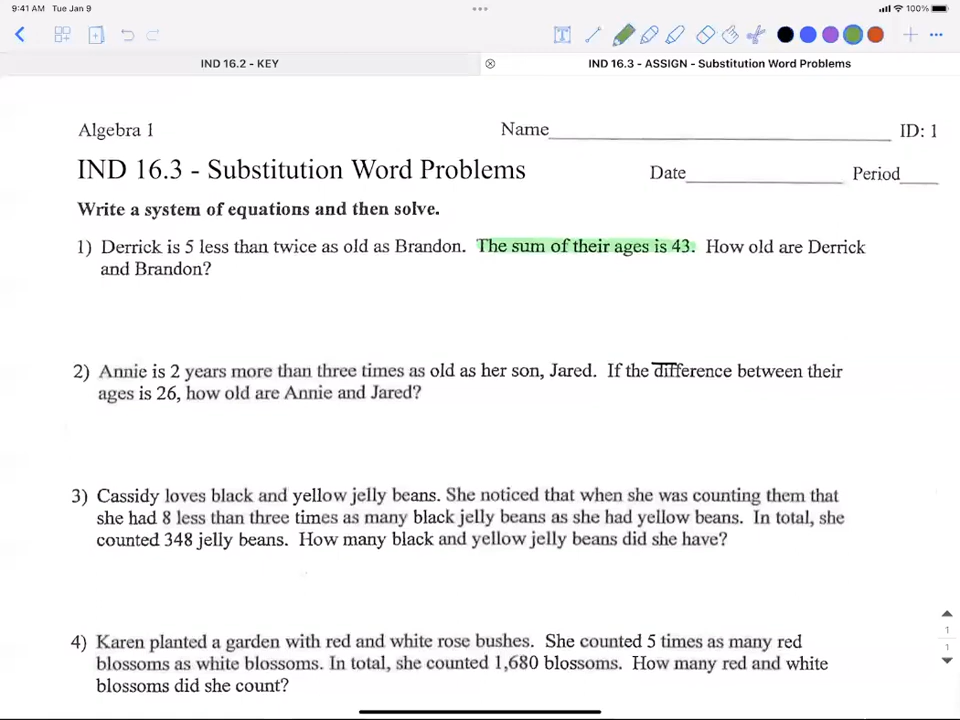 9:41 AM Tue Jan 9
100%
IND 16.2 - KEY
IND 16.3 - ASSIGN - Substitution Word Problems
Algebra 1
Name ID: 1
IND 16.3 - Substitution Word Problems
Date Period
Write a system of equations and then solve.
1) Derrick is 5 less than twice as old as Brandon. The sum of their ages is 43. How old are Derrick
and Brandon?
2) Annie is 2 years more than three times as old as her son, Jared. If the difference between their
ages is 26, how old are Annie and Jared?
3) Cassidy loves black and yellow jelly beans. She noticed that when she was counting them that
she had 8 less than three times as many black jelly beans as she had yellow beans. In total, she
counted 348 jelly beans. How many black and yellow jelly beans did she have?
4) Karen planted a garden with red and white rose bushes. She counted 5 times as many red
blossoms as white blossoms. In total, she counted 1,680 blossoms. How many red and white
blossoms did she count?
1
1